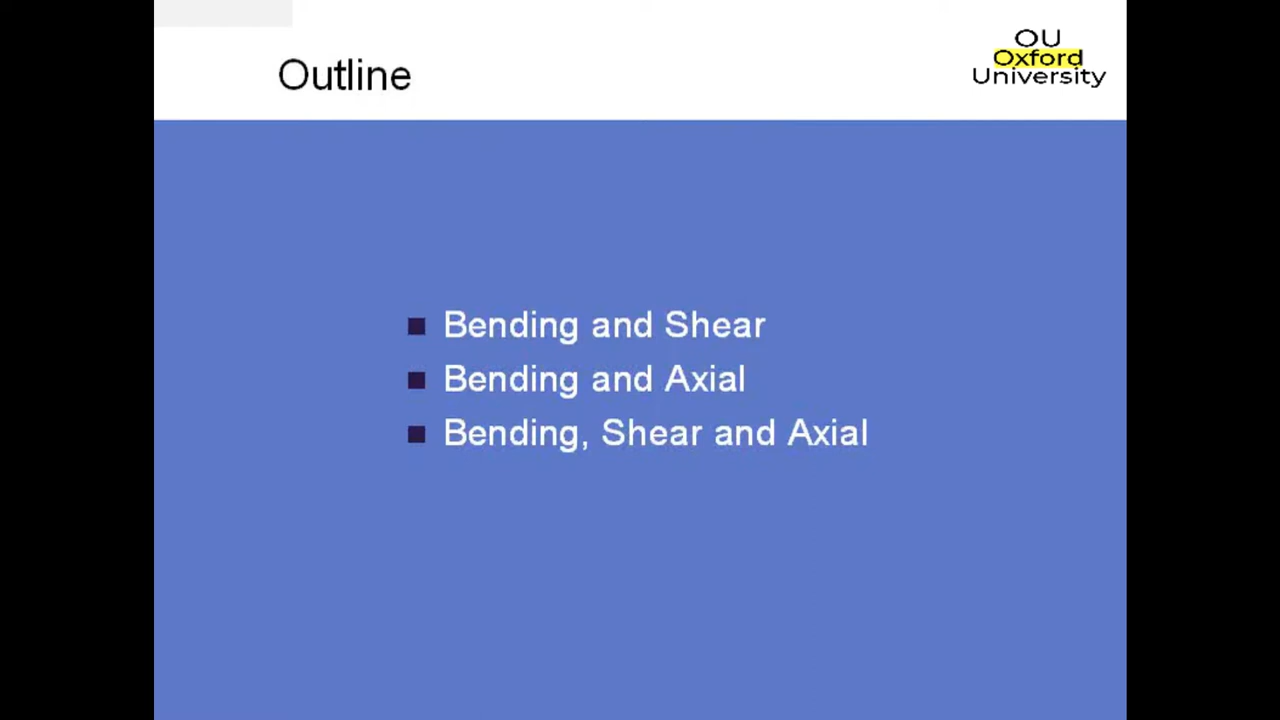 Outline
OU
Oxford
University
Bending and Shear
Bending and Axial
Bending, Shear and Axial